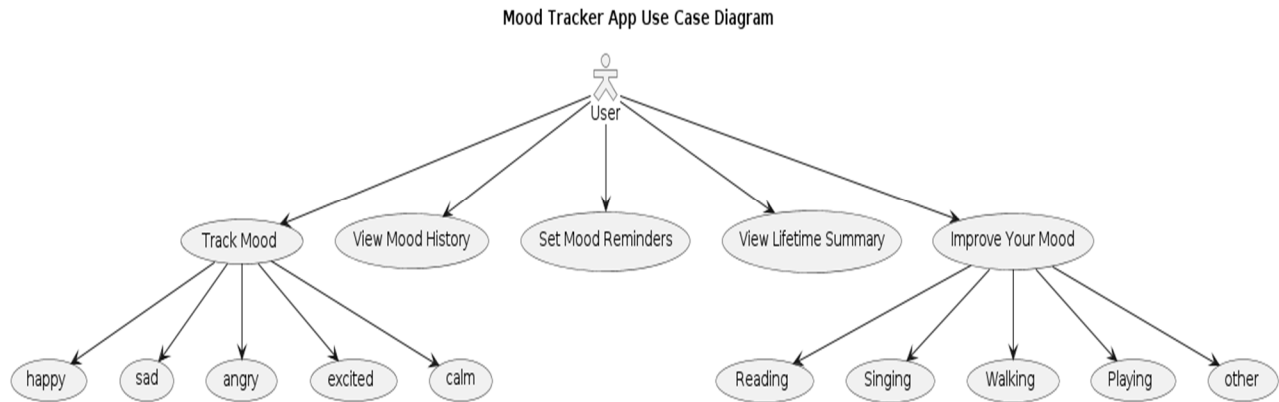 Mood Tracker App Use Case Diagram
User
Track Mood
View Mood History
Set Mood Reminders
View Lifetime Summary
Improve Your Mood
happy
sad
angry
excited
calm
Reading
Singing
Walking
Playing
other